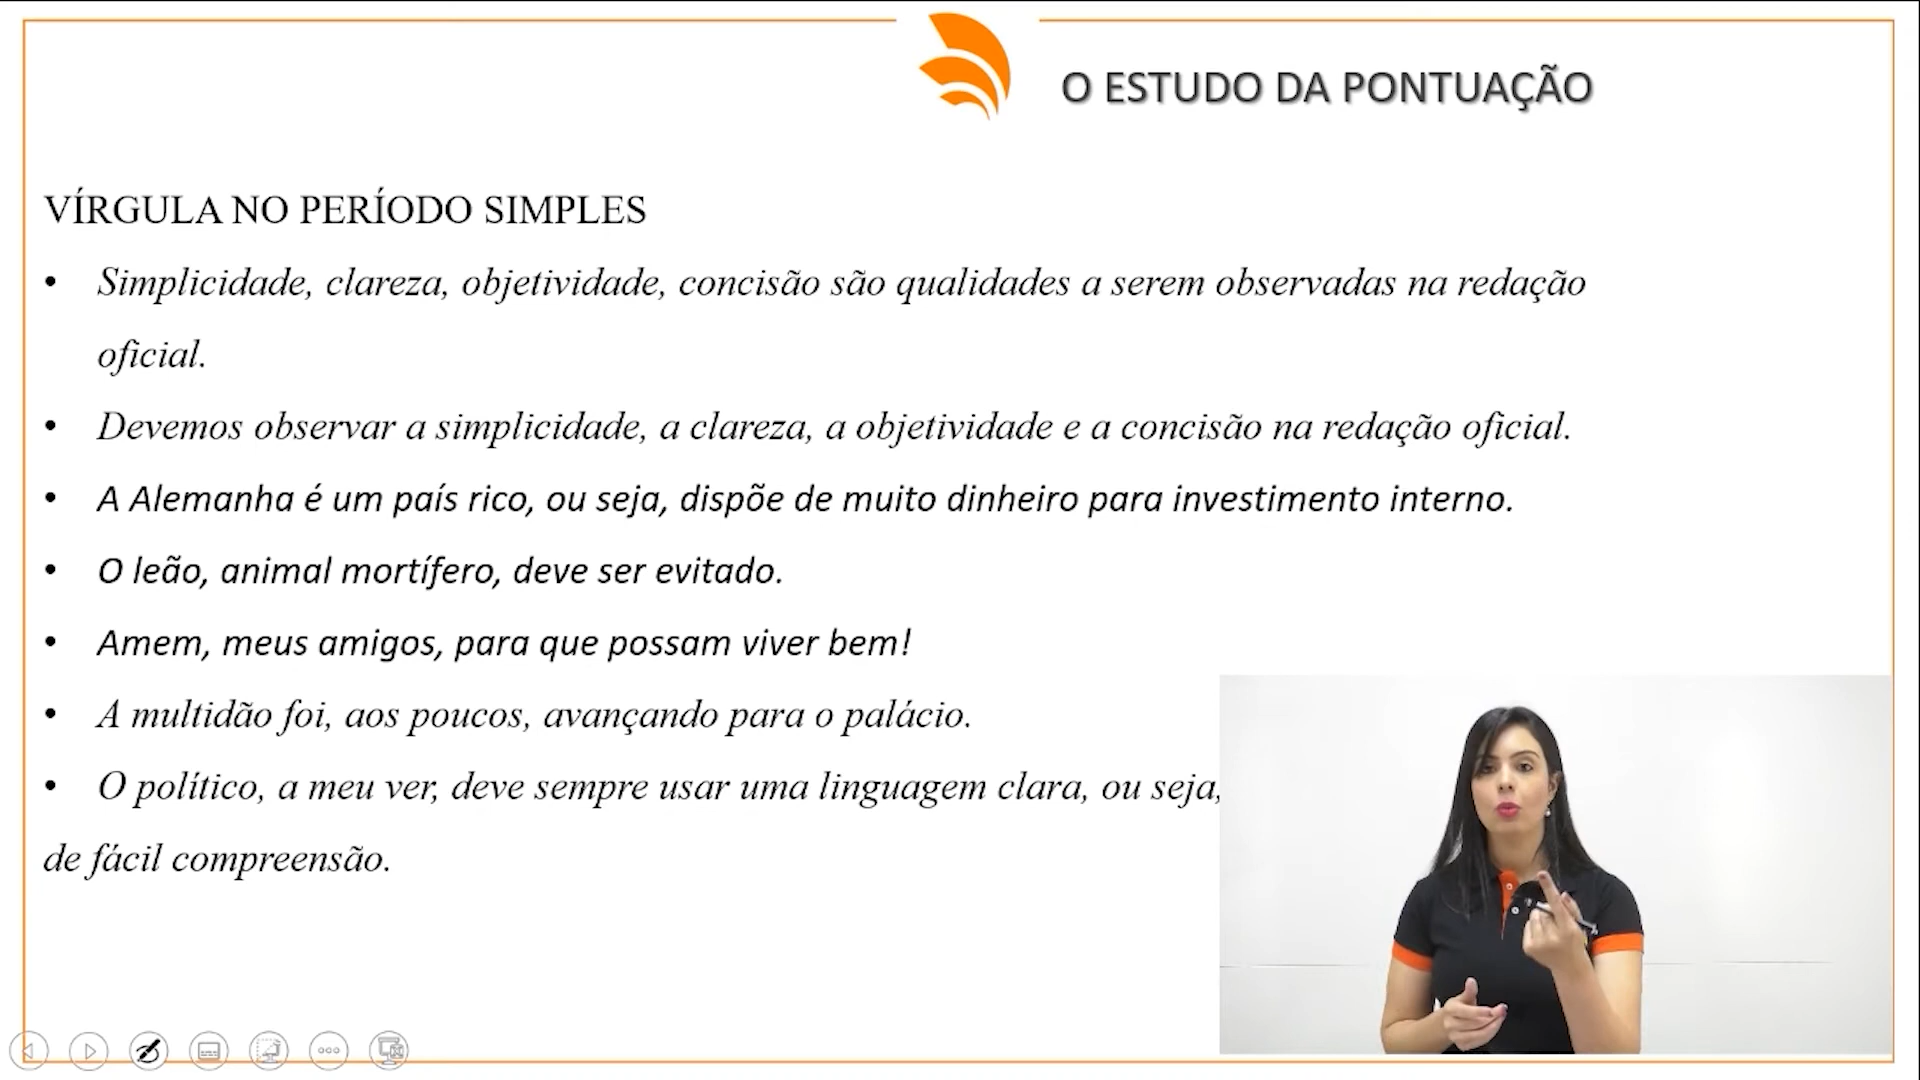 O ESTUDO DA PONTUAÇÃO
VÍRGULA NO PERÍODO SIMPLES
• Simplicidade, clareza, objetividade, concisão são qualidades a serem observadas na redação
oficial.
• Devemos observar a simplicidade, a clareza, a objetividade e a concisão na redação oficial.
• A Alemanha é um país rico, ou seja, dispõe de muito dinheiro para investimento interno.
• O leão, animal mortífero, deve ser evitado.
• Amem, meus amigos, para que possam viver bem!
• A multidão foi, aos poucos, avançando para o palácio.
• O político, a meu ver, deve sempre usar uma linguagem clara, ou seja,
de fácil compreensão.